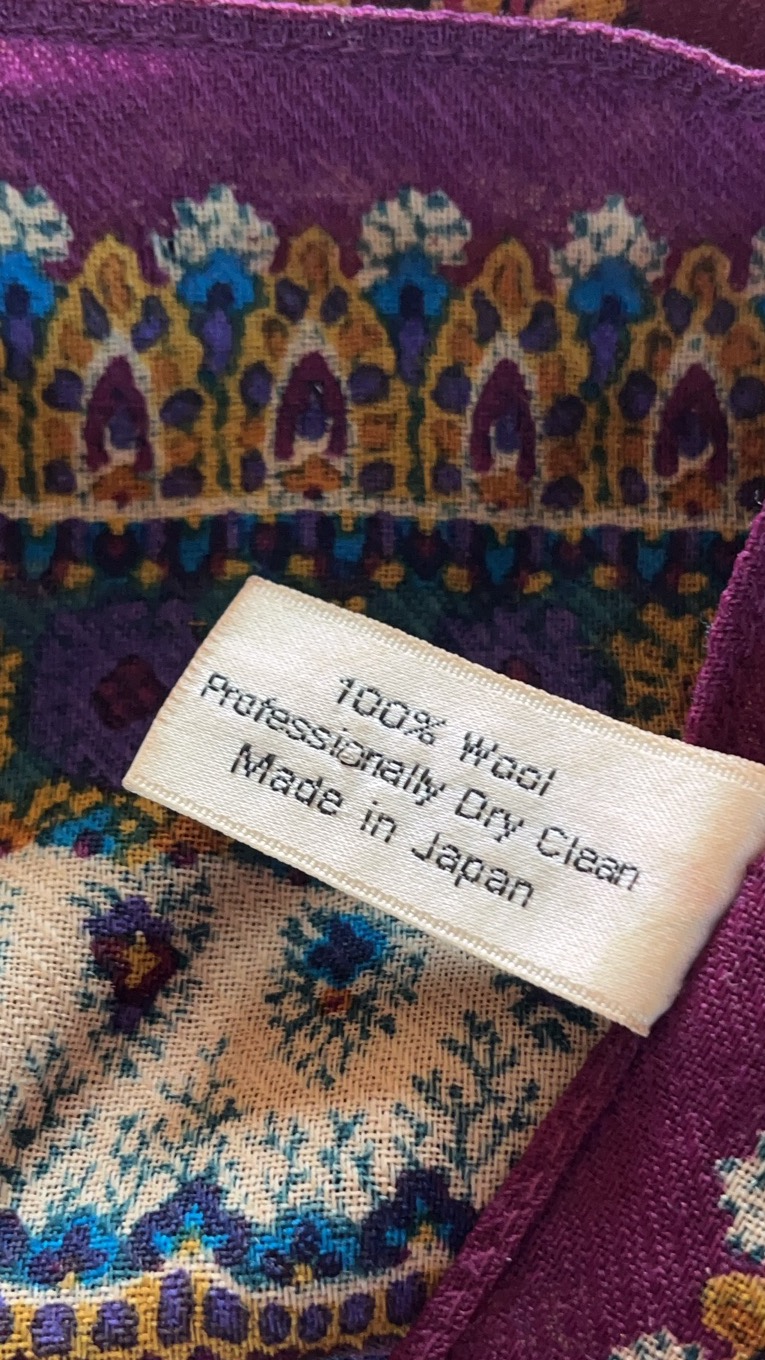 100% Wool
Professionally Dry Clean
Made in Japan